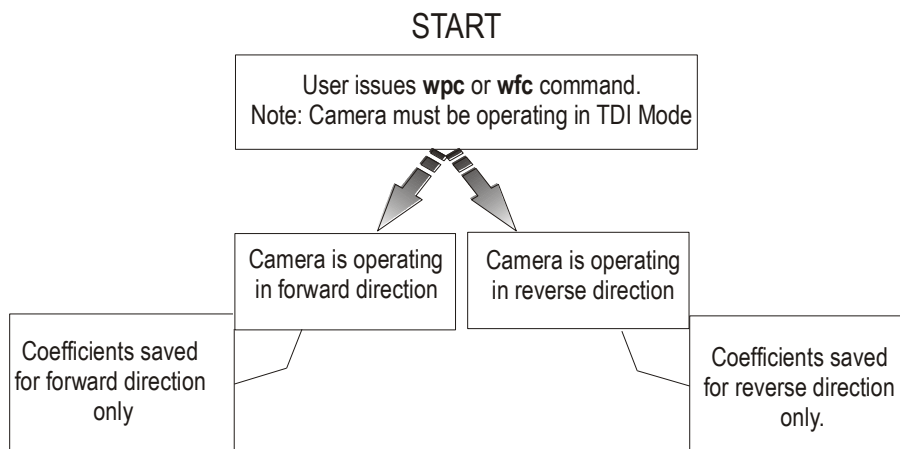 START
User issues wpc or wfc command.
Note: Camera must be operating in TDI Mode
Camera is operating
in forward direction
Camera is operating
in reverse direction
Coefficients saved
for forward direction
only
Coefficients saved
for reverse direction
only.